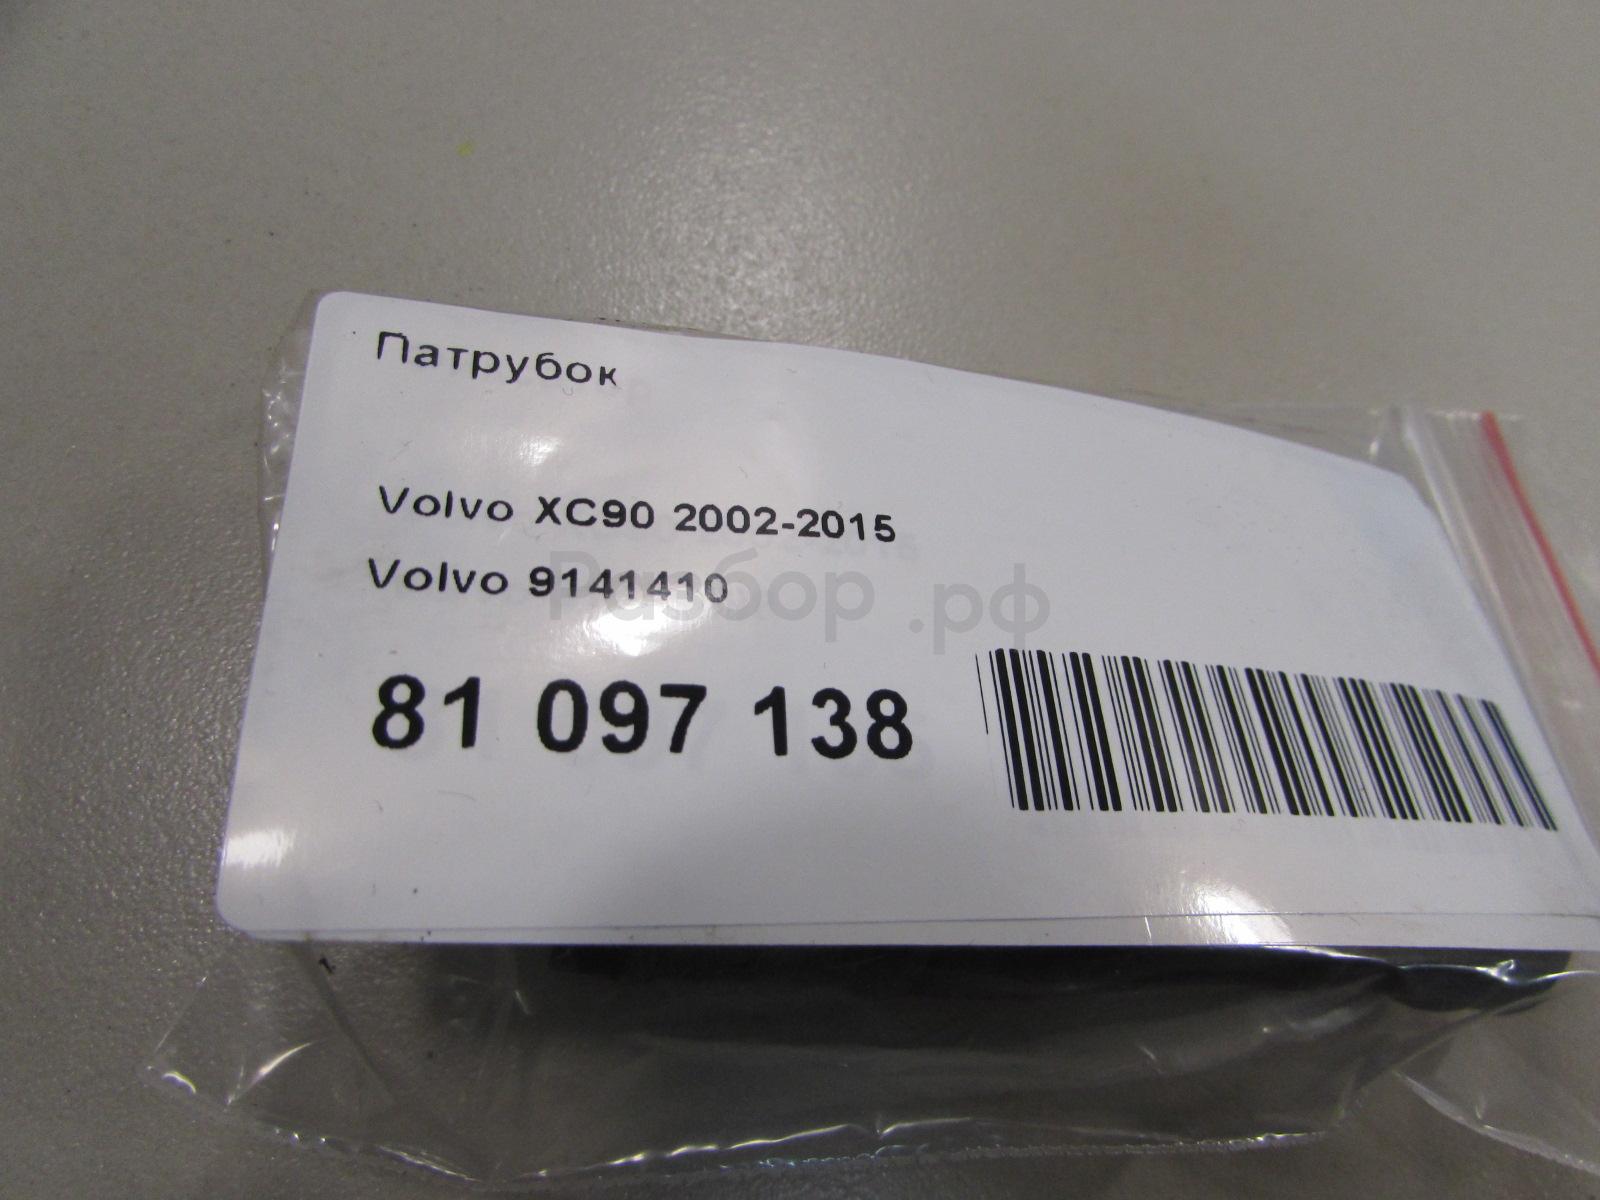 Патрубок
Volvo XC90 2002-2015
Volvo 9141410
Разбор.рф
81 097 138